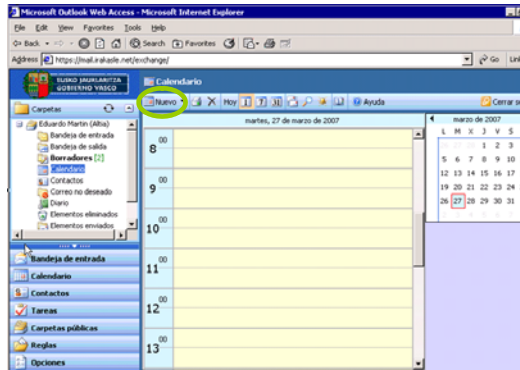 Microsoft Outlook Web Access - Microsoft Internet Explorer
File Edit View Favorites Tools Help
Back Search Favorites
Address https://mail.irakasle.net/exchange/ Go
EUSKO JAURLARITZA
GOBIERNO VASCO
Calendario
Carpetas
Nuevo Hoy 1 7 31 Ayuda
Eduardo Martin (Altia)
Bandeja de entrada
Bandeja de salida
Borradores [2]
Calendario
Contactos
Correo no deseado
Diario
Elementos eliminados
Elementos enviados
Bandeja de entrada
Calendario
Contactos
Tareas
Carpetas públicas
Reglas
Opciones
martes, 27 de marzo de 2007
8 00
9 00
10 00
11 00
12 00
13 00
marzo de 2007
L M X J V S
1 2 3
5 6 7 8 9 10
12 13 14 15 16 17
19 20 21 22 23 24
26 27 28 29 30 31